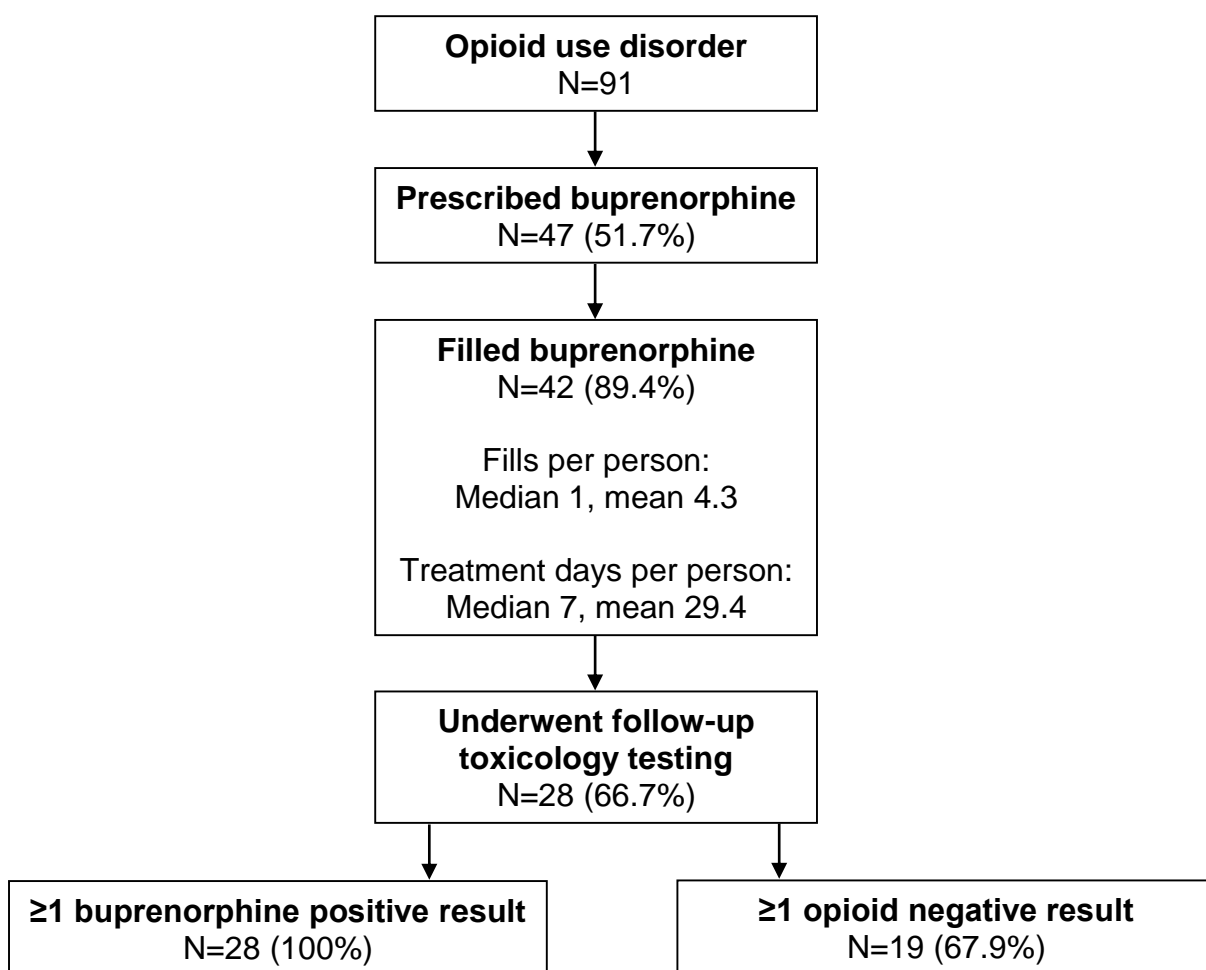 Opioid use disorder
N=91
Prescribed buprenorphine
N=47 (51.7%)
Filled buprenorphine
N=42 (89.4%)
Fills per person:
Median 1, mean 4.3
Treatment days per person:
Median 7, mean 29.4
Underwent follow-up
toxicology testing
N=28 (66.7%)
≥1 buprenorphine positive result
N=28 (100%)
≥1 opioid negative result
N=19 (67.9%)